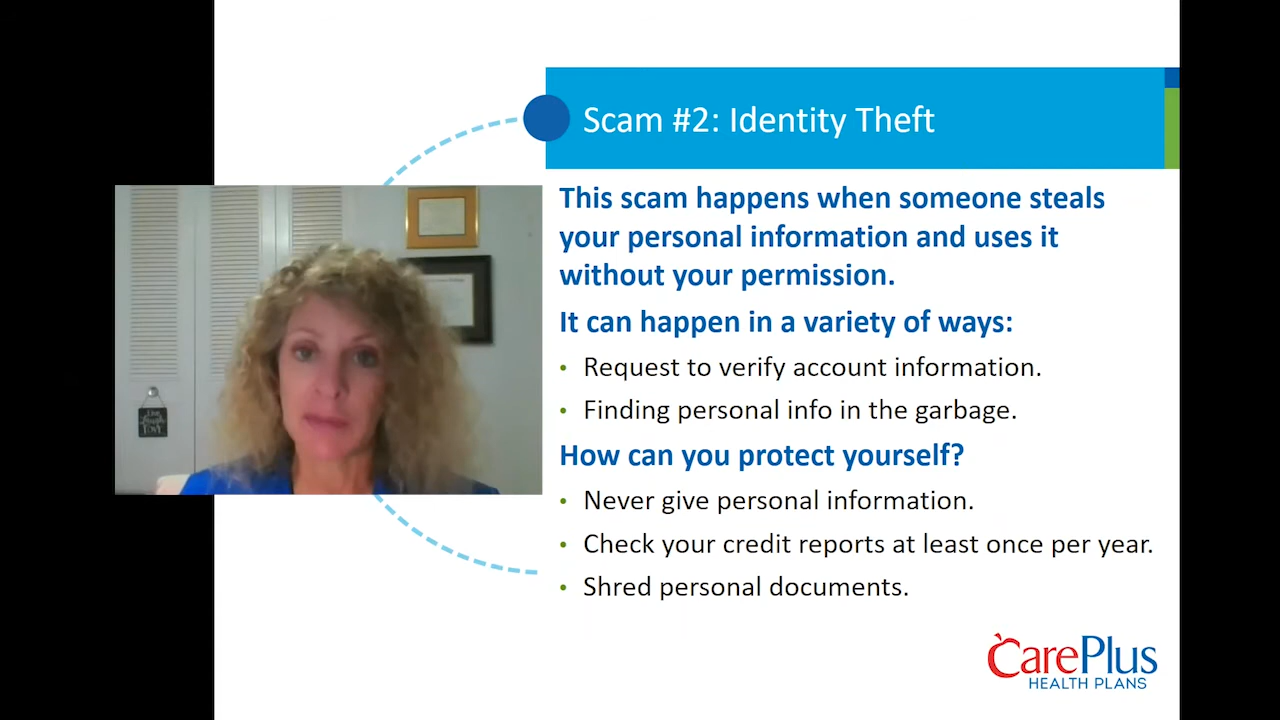 Scam #2: Identity Theft
This scam happens when someone steals
your personal information and uses it
without your permission.
It can happen in a variety of ways:
• Request to verify account information.
• Finding personal info in the garbage.
How can you protect yourself?
• Never give personal information.
• Check your credit reports at least once per year.
• Shred personal documents.
CarePlus
HEALTH PLANS